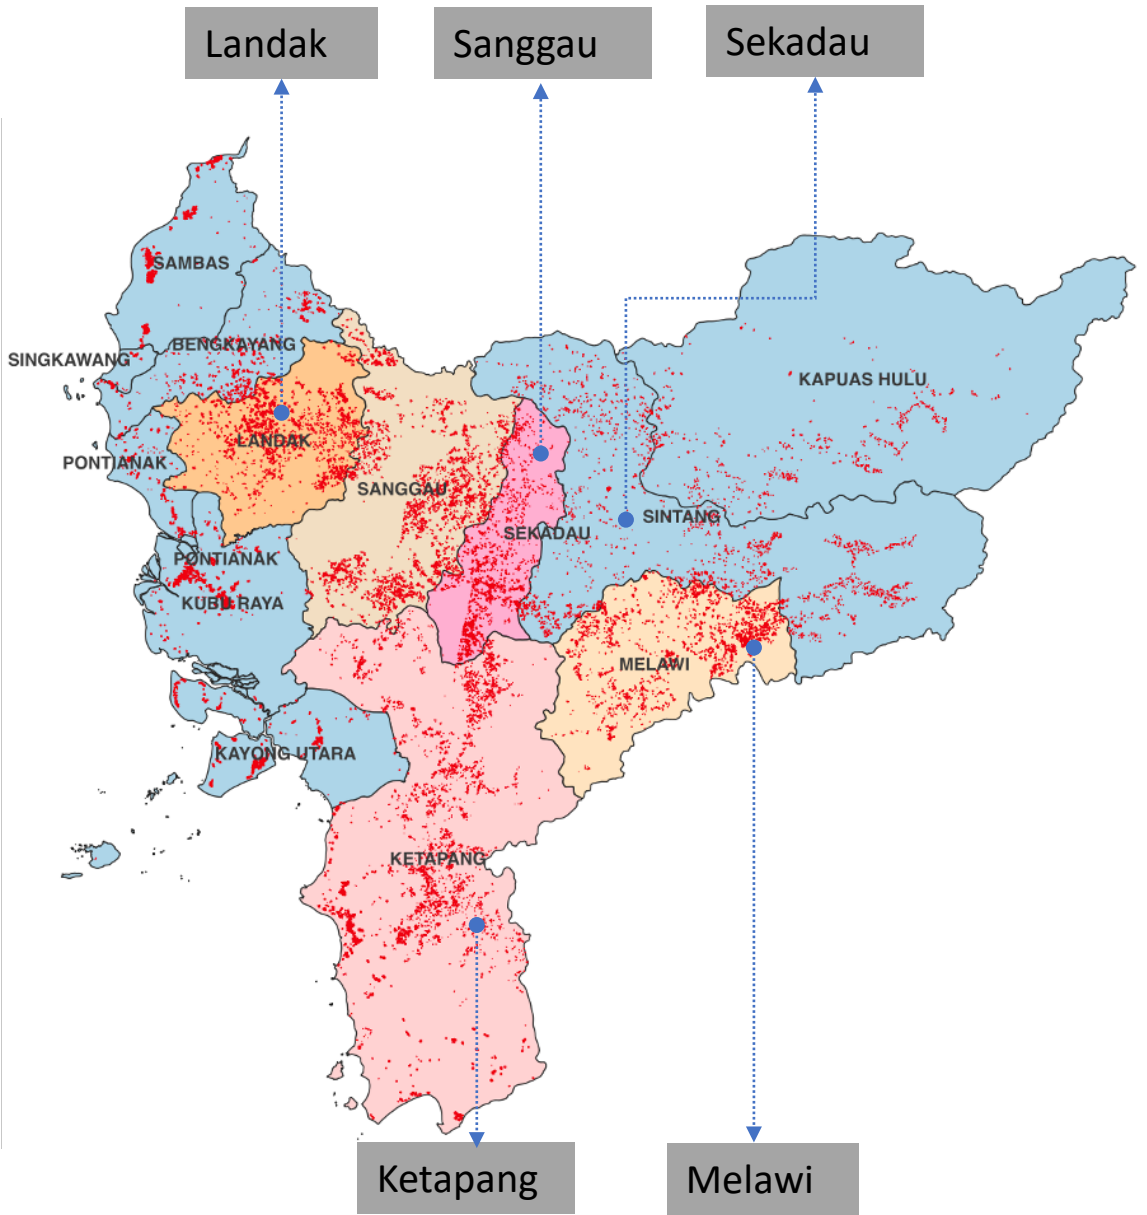 Landak
Sanggau
Sekadau
SAMBAS
BENGKAYANG
SINGKAWANG
KAPUAS HULU
LANDAK
PONTIANAK
SANGGAU
SINTANG
SEKADAU
PONTIANAK
KUBU RAYA
MELAWI
KAYONG UTARA
KETAPANG
Ketapang
Melawi